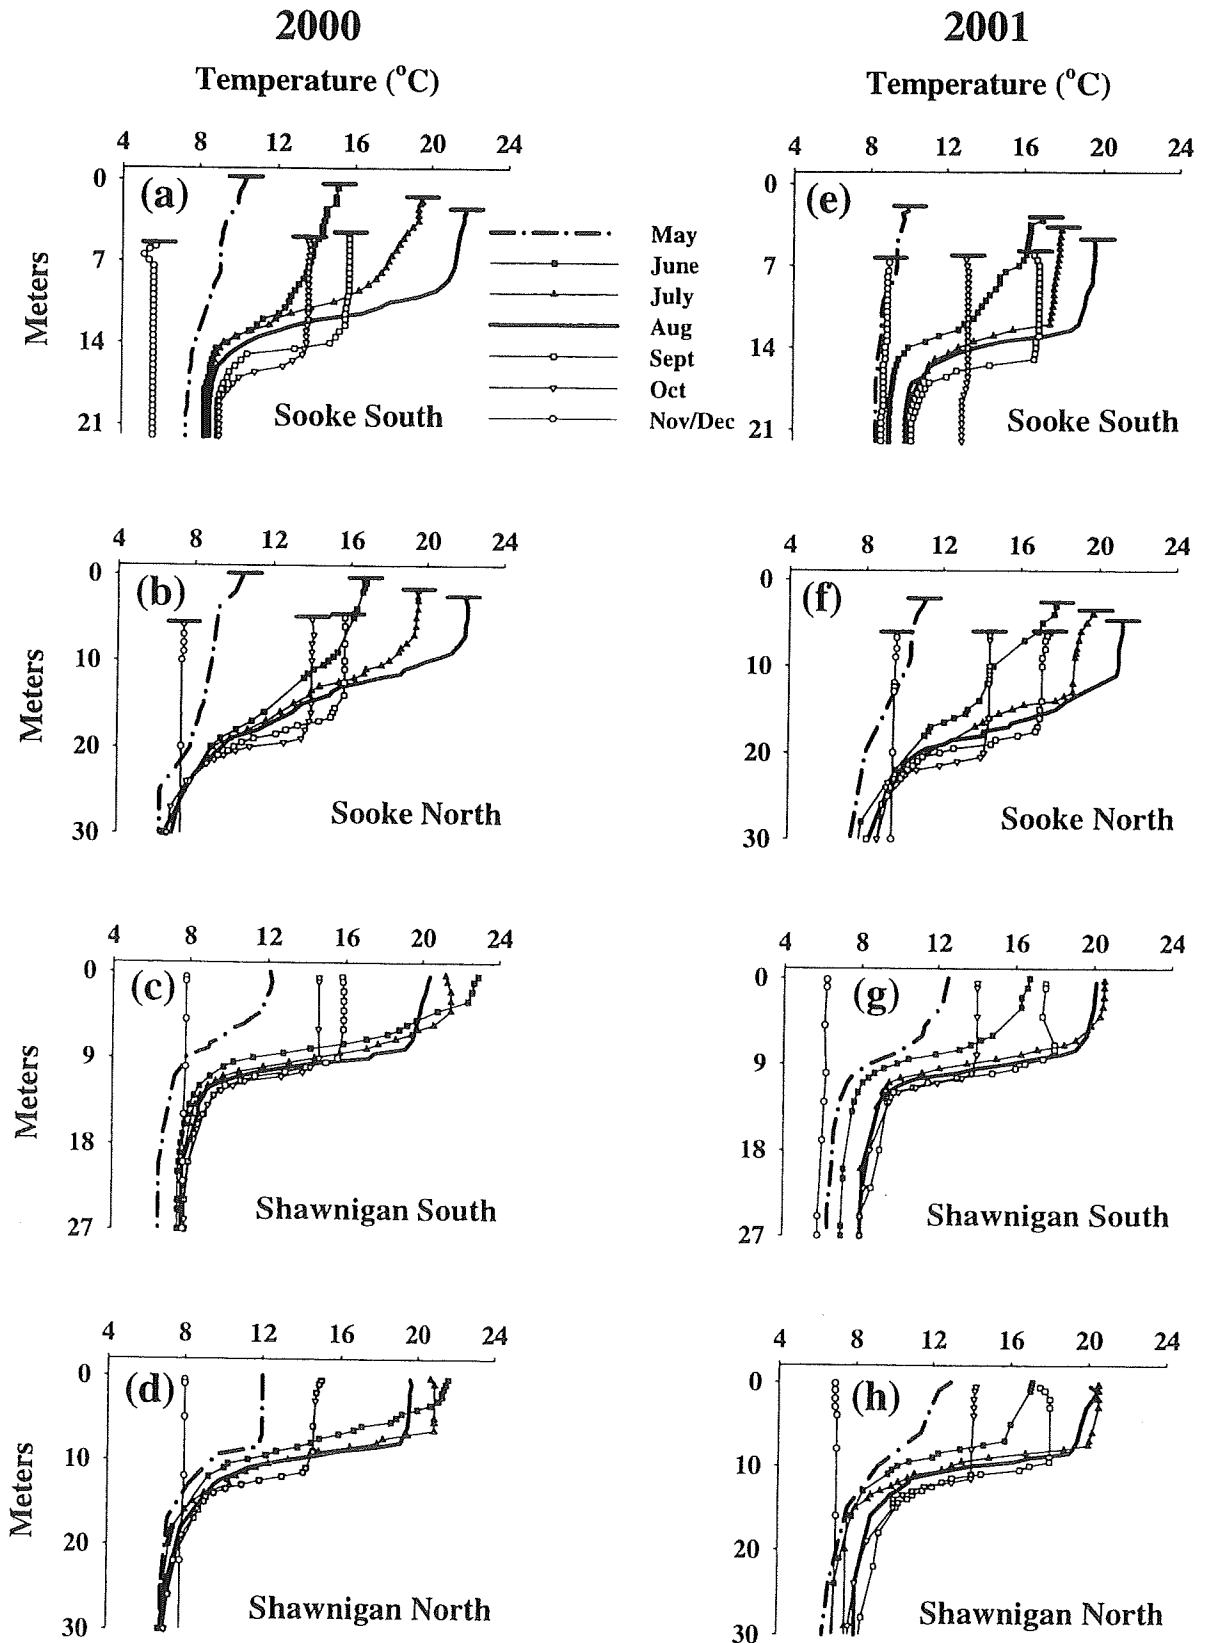 2000
2001
Temperature (°C)
Temperature (°C)
4 8 12 16 20 24
4 8 12 16 20 24
Meters
0
7
14
21
(a)
Sooke South
May
June
July
Aug
Sept
Oct
Nov/Dec
0
7
14
21
(e)
Sooke South
4 8 12 16 20 24
4 8 12 16 20 24
Meters
0
10
20
30
(b)
Sooke North
0
10
20
30
(f)
Sooke North
4 8 12 16 20 24
4 8 12 16 20 24
Meters
0
9
18
27
(c)
Shawnigan South
0
9
18
27
(g)
Shawnigan South
4 8 12 16 20 24
4 8 12 16 20 24
Meters
0
10
20
30
(d)
Shawnigan North
0
10
20
30
(h)
Shawnigan North